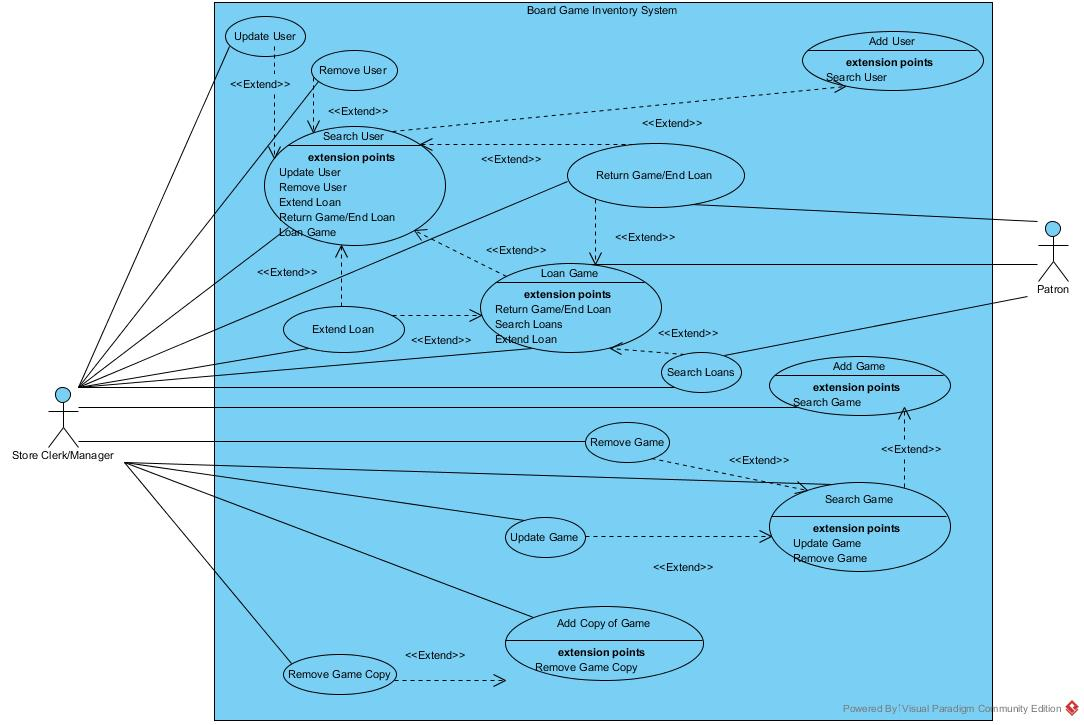 Board Game Inventory System
Update User
<<Extend>>
Remove User
<<Extend>>
Add User
extension points
Search User
<<Extend>>
Search User
extension points
Update User
Remove User
Extend Loan
Return Game/End Loan
Loan Game
<<Extend>>
Return Game/End Loan
<<Extend>>
<<Extend>>
<<Extend>>
Loan Game
extension points
Return Game/End Loan
Search Loans
Extend Loan
Patron
Extend Loan
<<Extend>>
<<Extend>>
Search Loans
Add Game
extension points
Search Game
Store Clerk/Manager
Remove Game
<<Extend>>
<<Extend>>
Search Game
extension points
Update Game
Remove Game
Update Game
<<Extend>>
Add Copy of Game
extension points
Remove Game Copy
<<Extend>>
Remove Game Copy
Powered By Visual Paradigm Community Edition